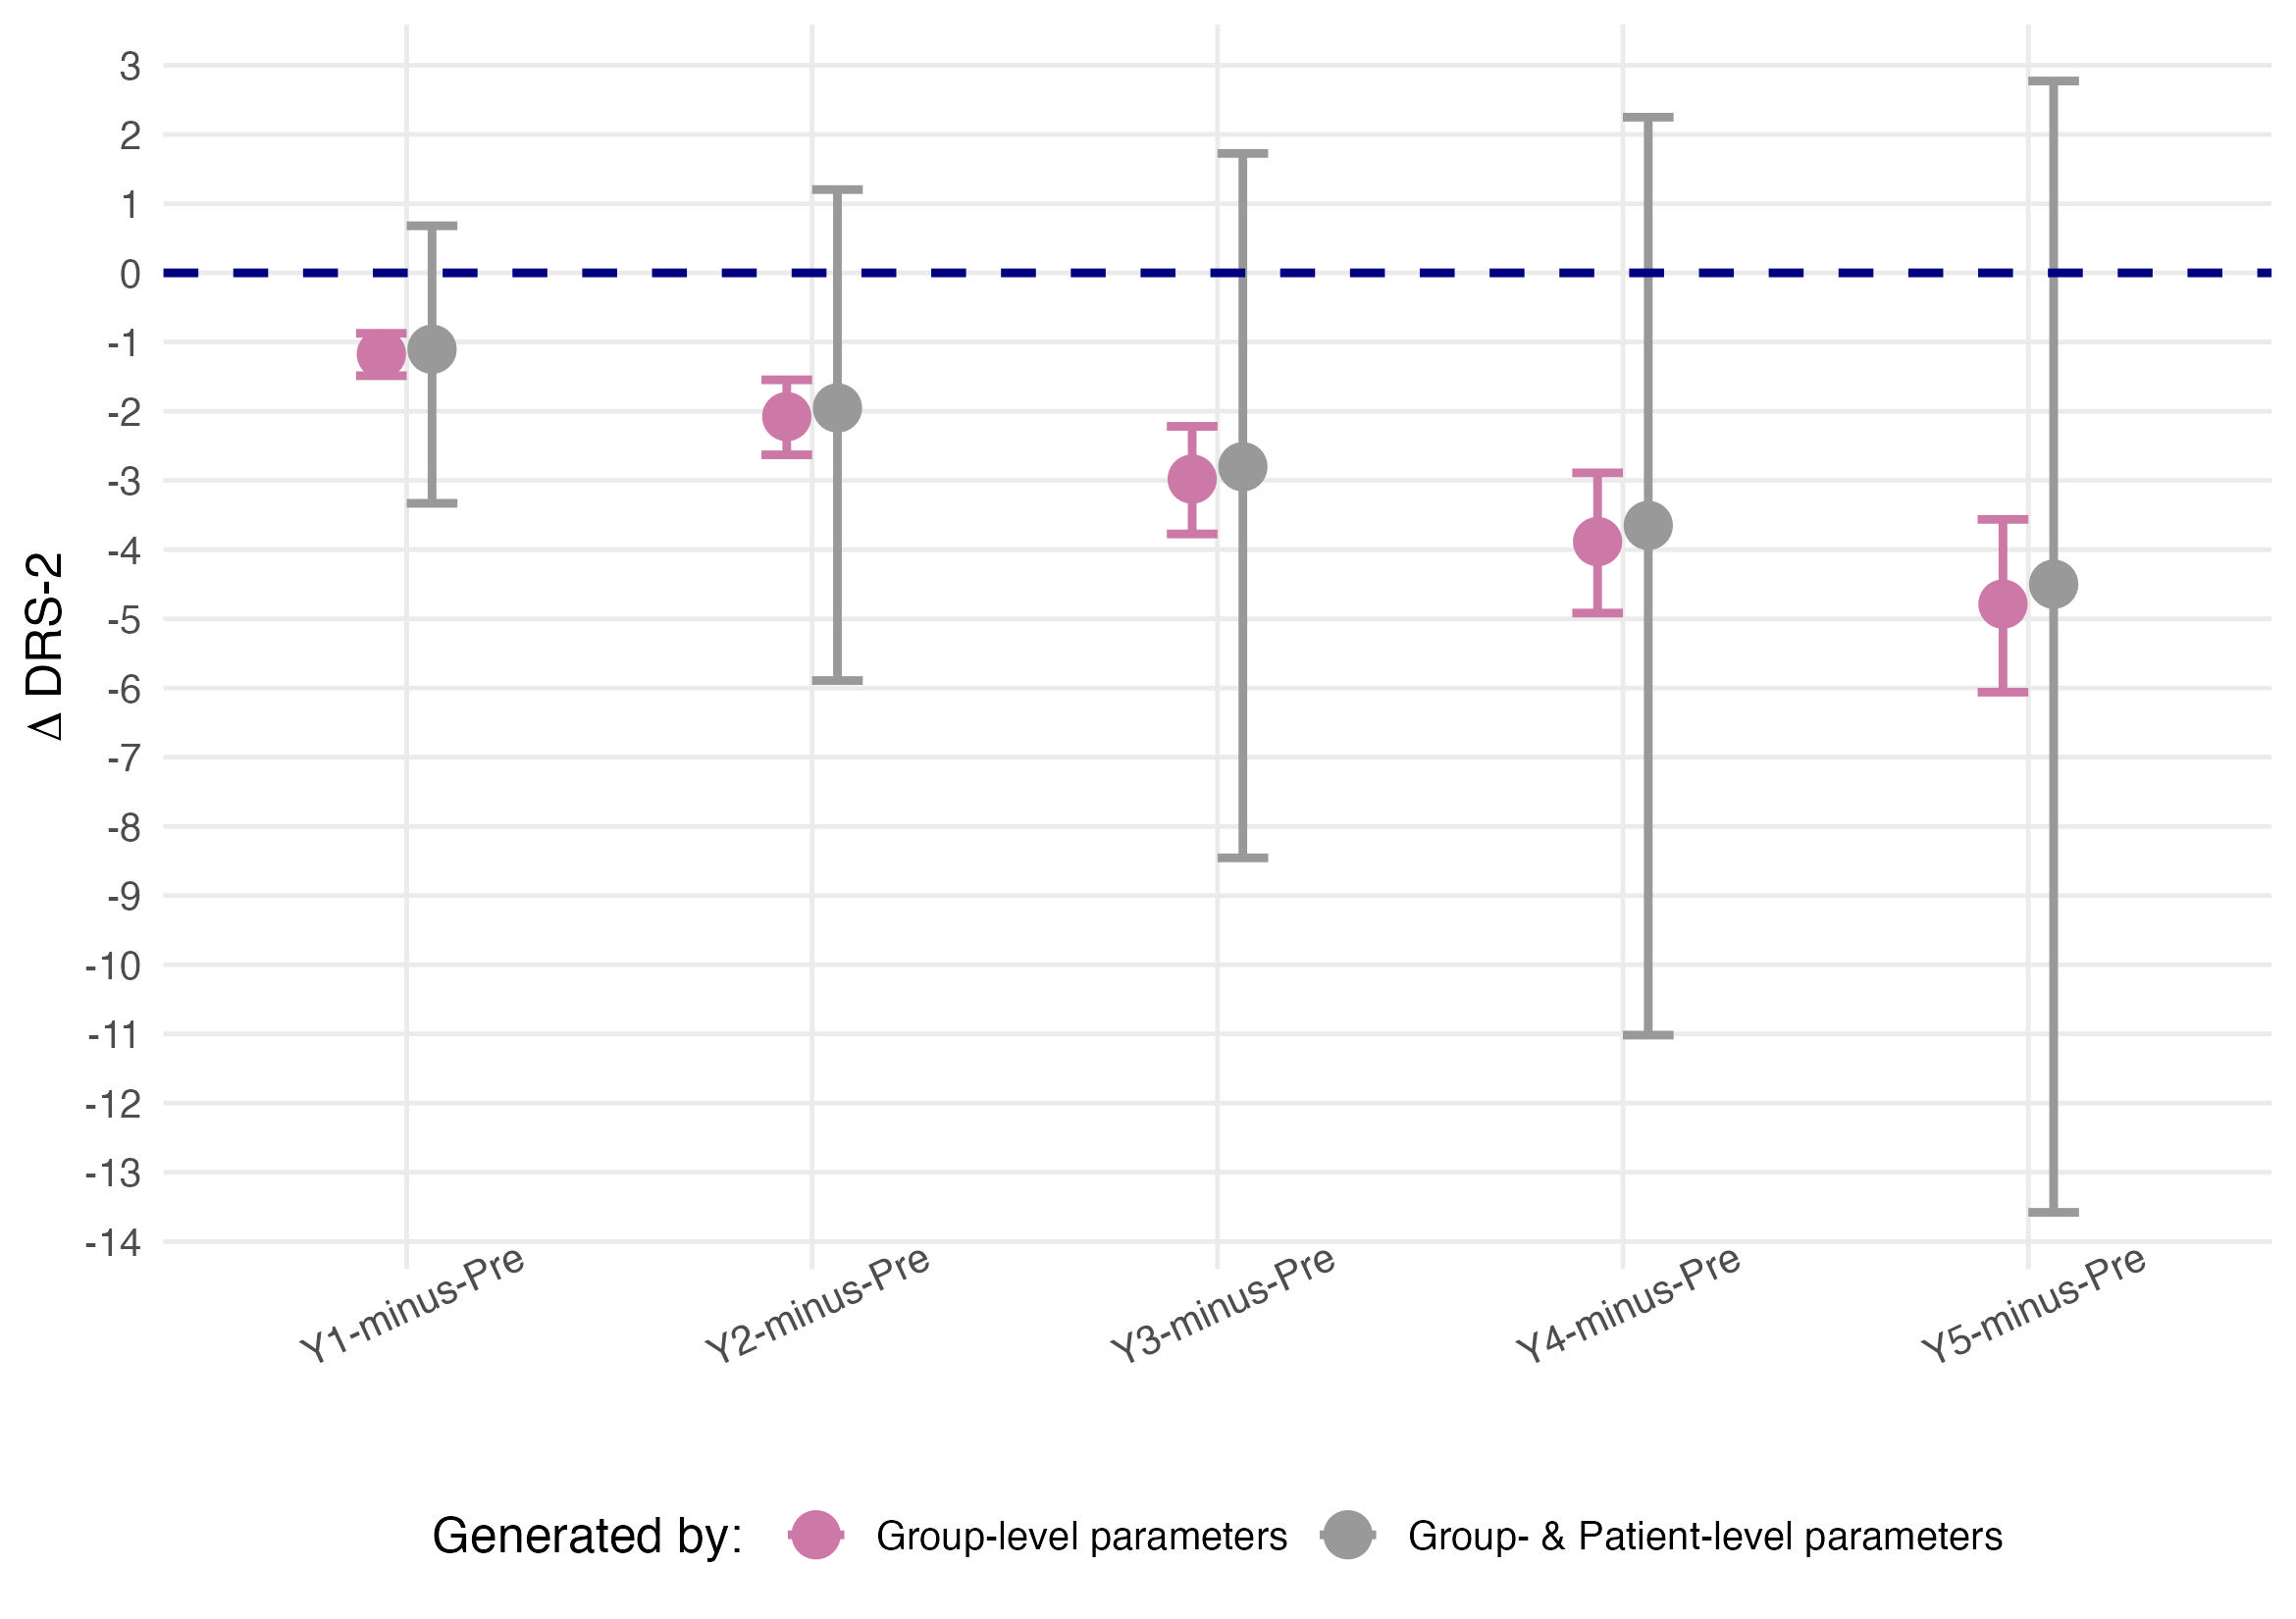 3
2
1
0
-1
-2
-3
-4
-5
-6
-7
-8
-9
-10
-11
-12
-13
-14
Δ DRS-2
Y1-minus-Pre
Y2-minus-Pre
Y3-minus-Pre
Y4-minus-Pre
Y5-minus-Pre
Generated by: Group-level parameters Group- & Patient-level parameters